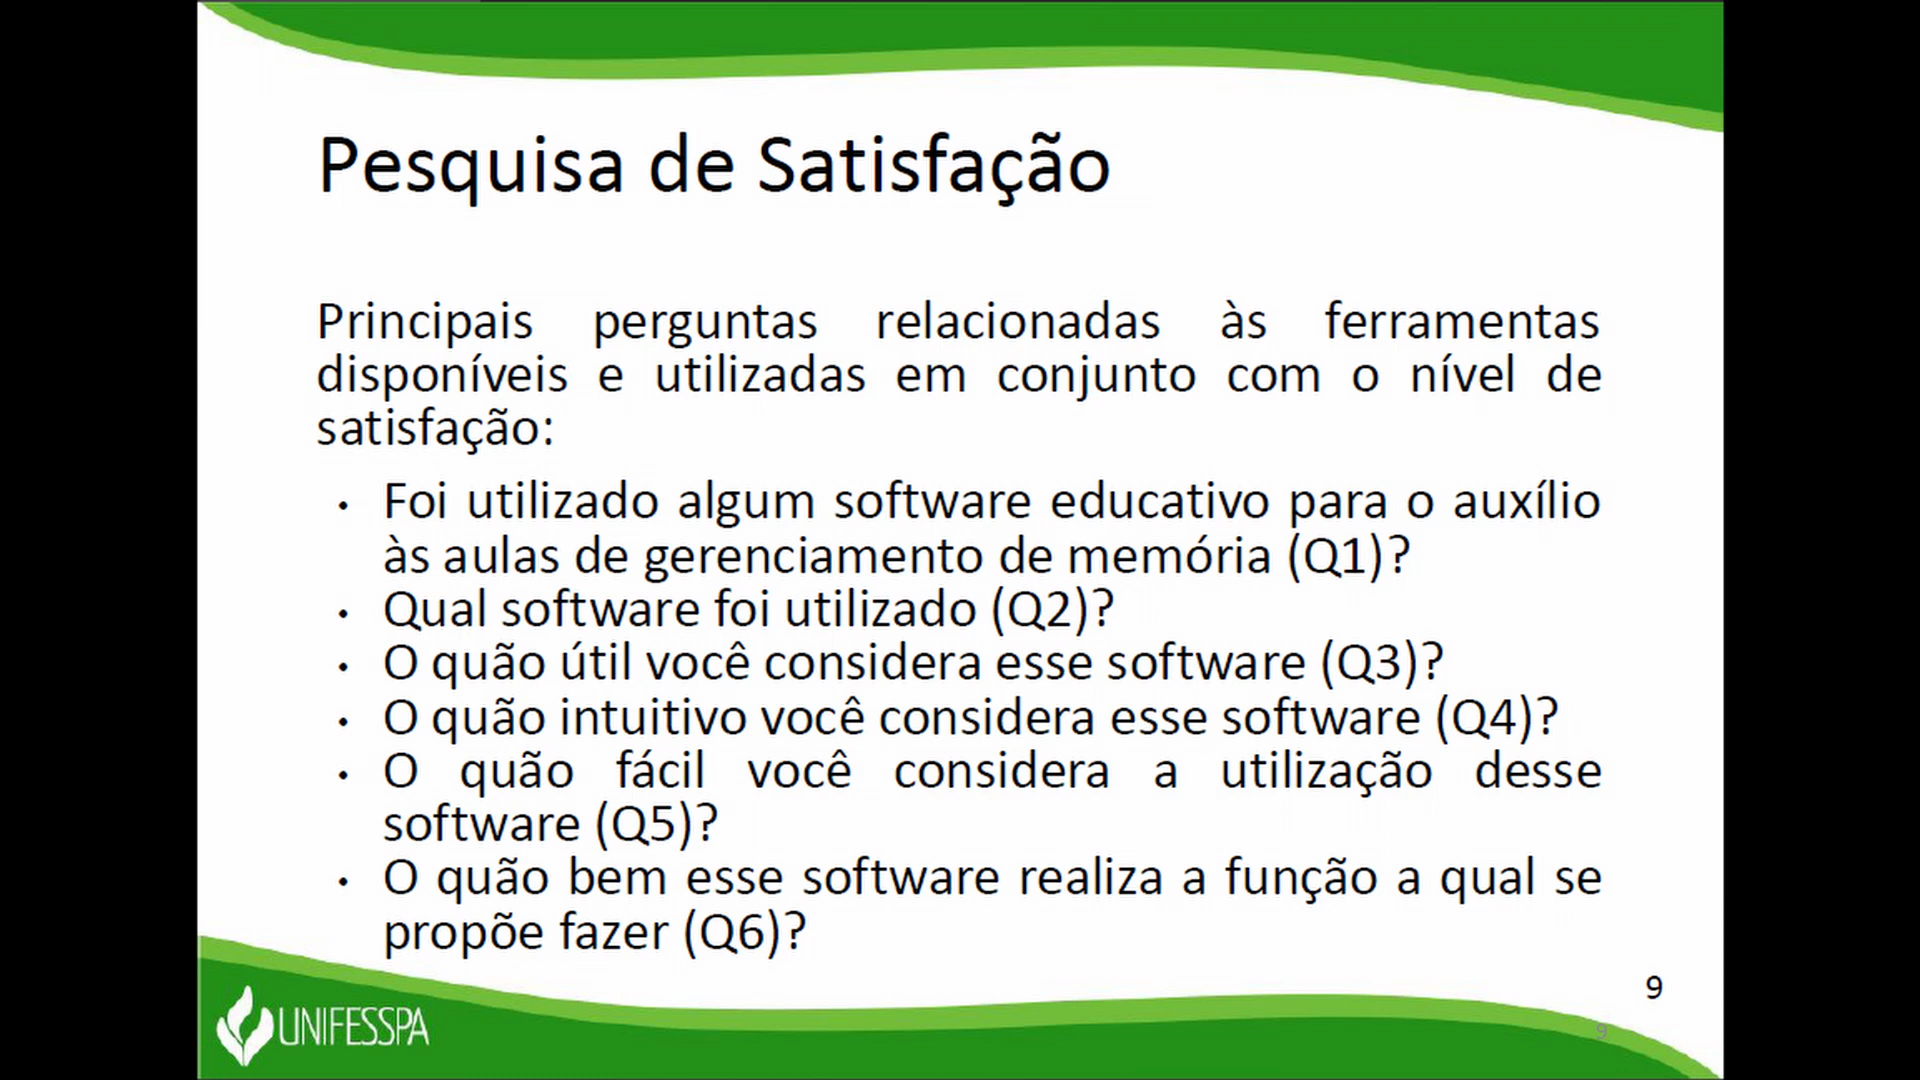 Pesquisa de Satisfação
Principais perguntas relacionadas às ferramentas
disponíveis e utilizadas em conjunto com o nível de
satisfação:
• Foi utilizado algum software educativo para o auxílio
às aulas de gerenciamento de memória (Q1)?
• Qual software foi utilizado (Q2)?
• O quão útil você considera esse software (Q3)?
• O quão intuitivo você considera esse software (Q4)?
• O quão fácil você considera a utilização desse
software (Q5)?
• O quão bem esse software realiza a função a qual se
propõe fazer (Q6)?
9
9
UNIFESSPA